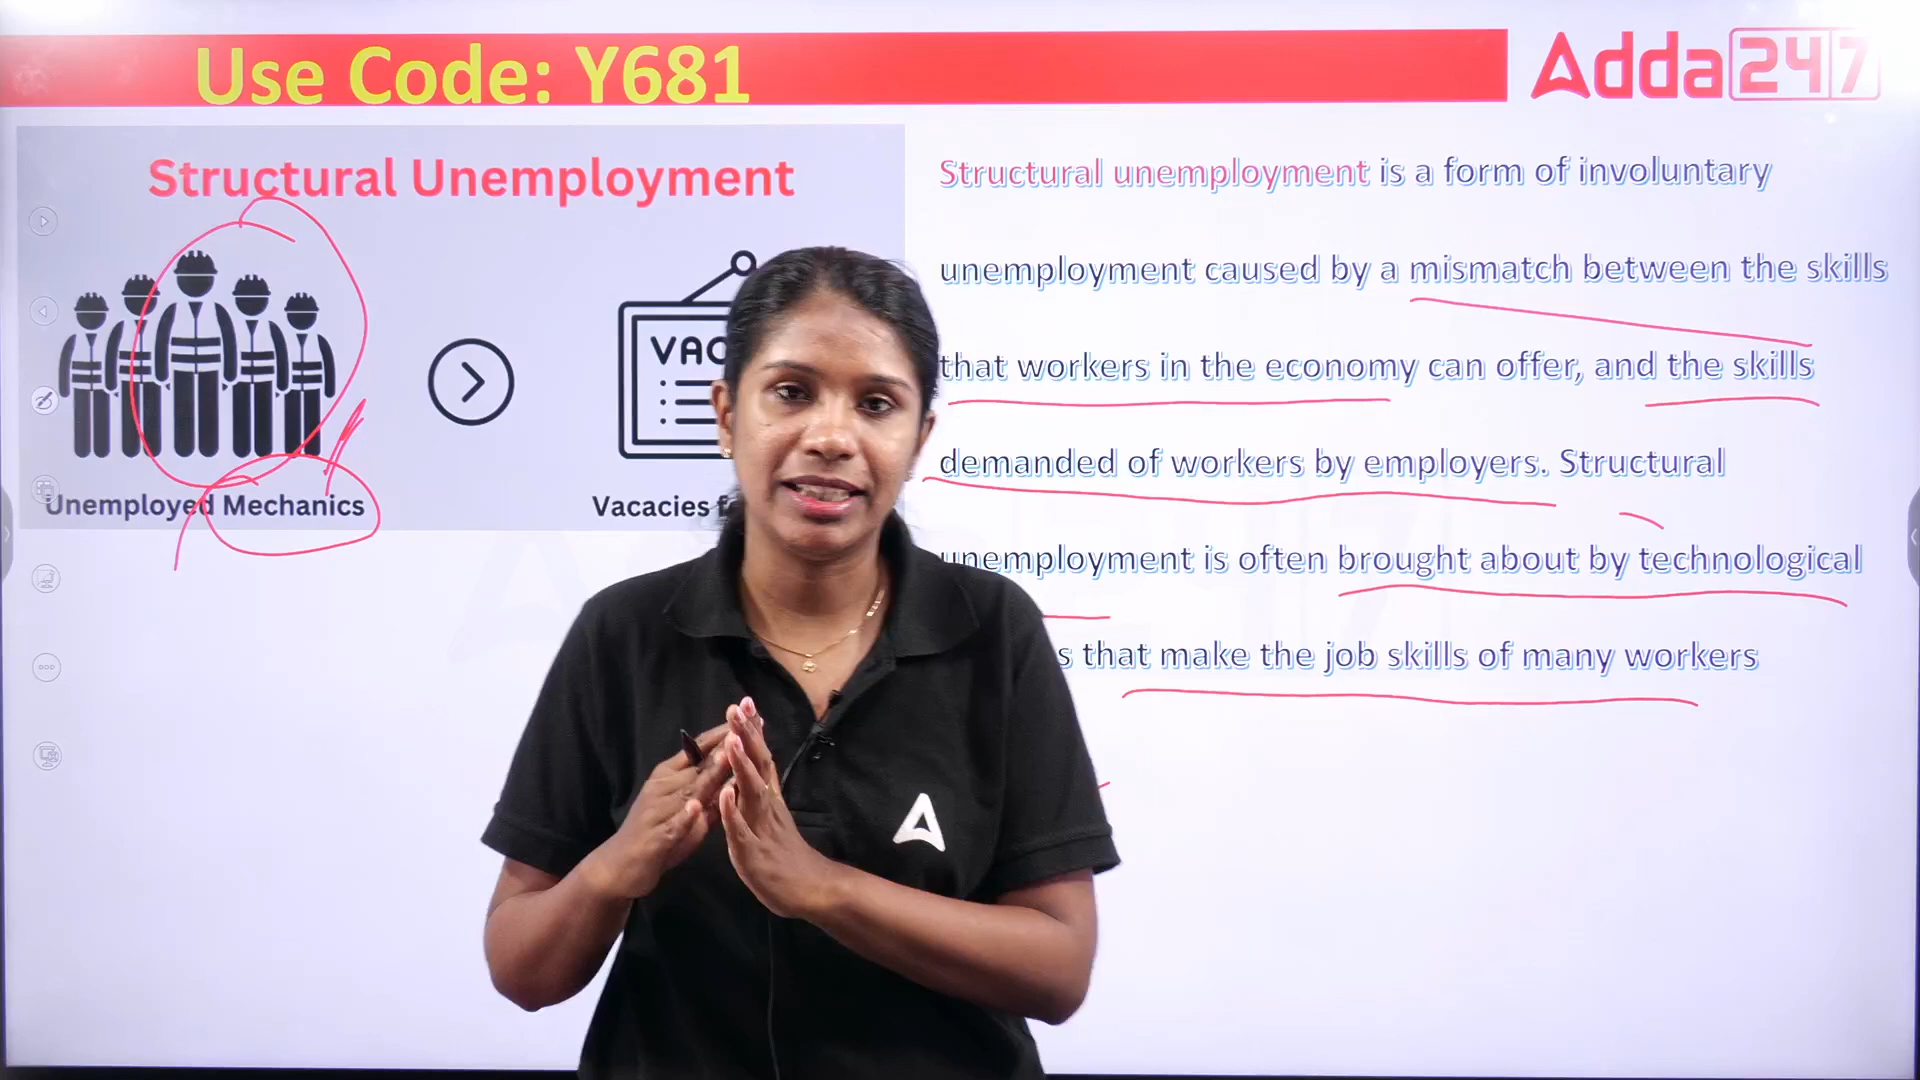 Use Code: Y681
Adda247
Structural Unemployment
VAC
Unemployed Mechanics
Vacacies
Structural unemployment is a form of involuntary
unemployment caused by a mismatch between the skills
that workers in the economy can offer, and the skills
demanded of workers by employers. Structural
unemployment is often brought about by technological
that make the job skills of many workers